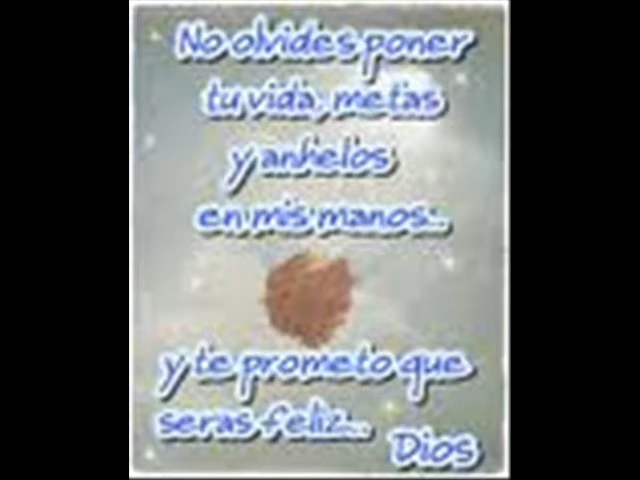 No olvides poner
tu vida, metas
y anhelos
en mis manos...
y te prometo que
seras feliz...
Dios